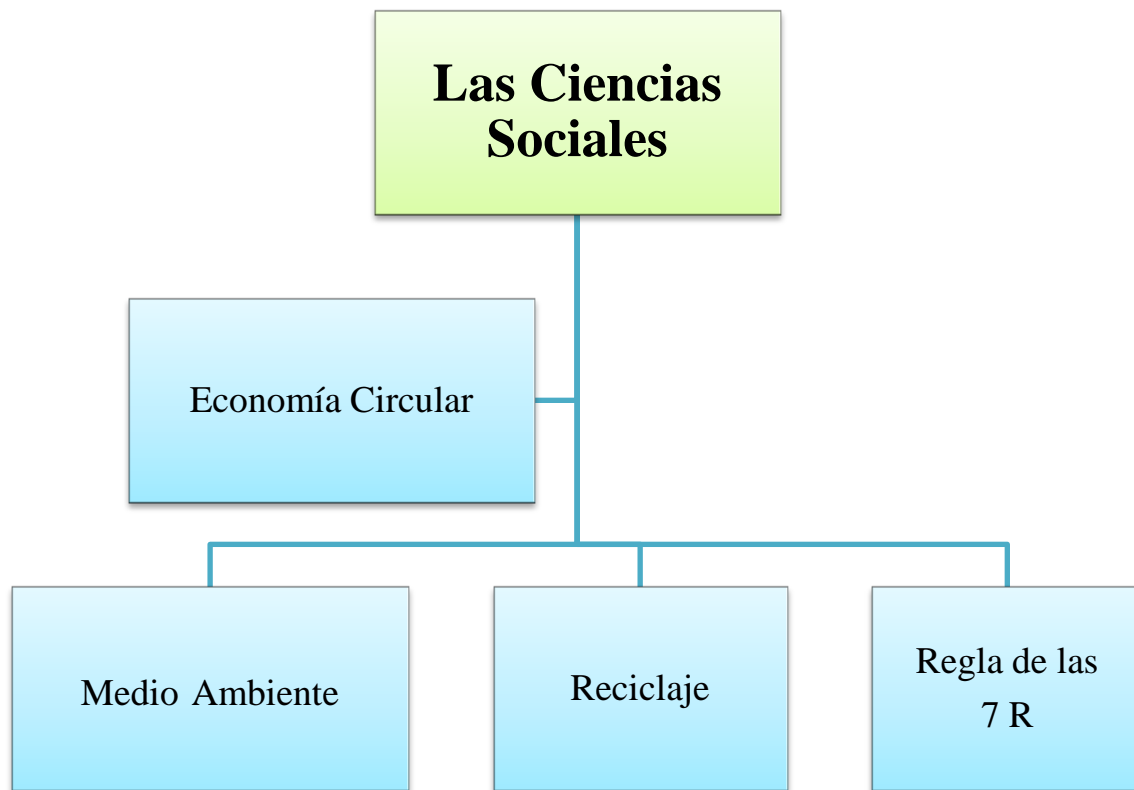 Las Ciencias
Sociales
Economía Circular
Medio Ambiente
Reciclaje
Regla de las
7 R